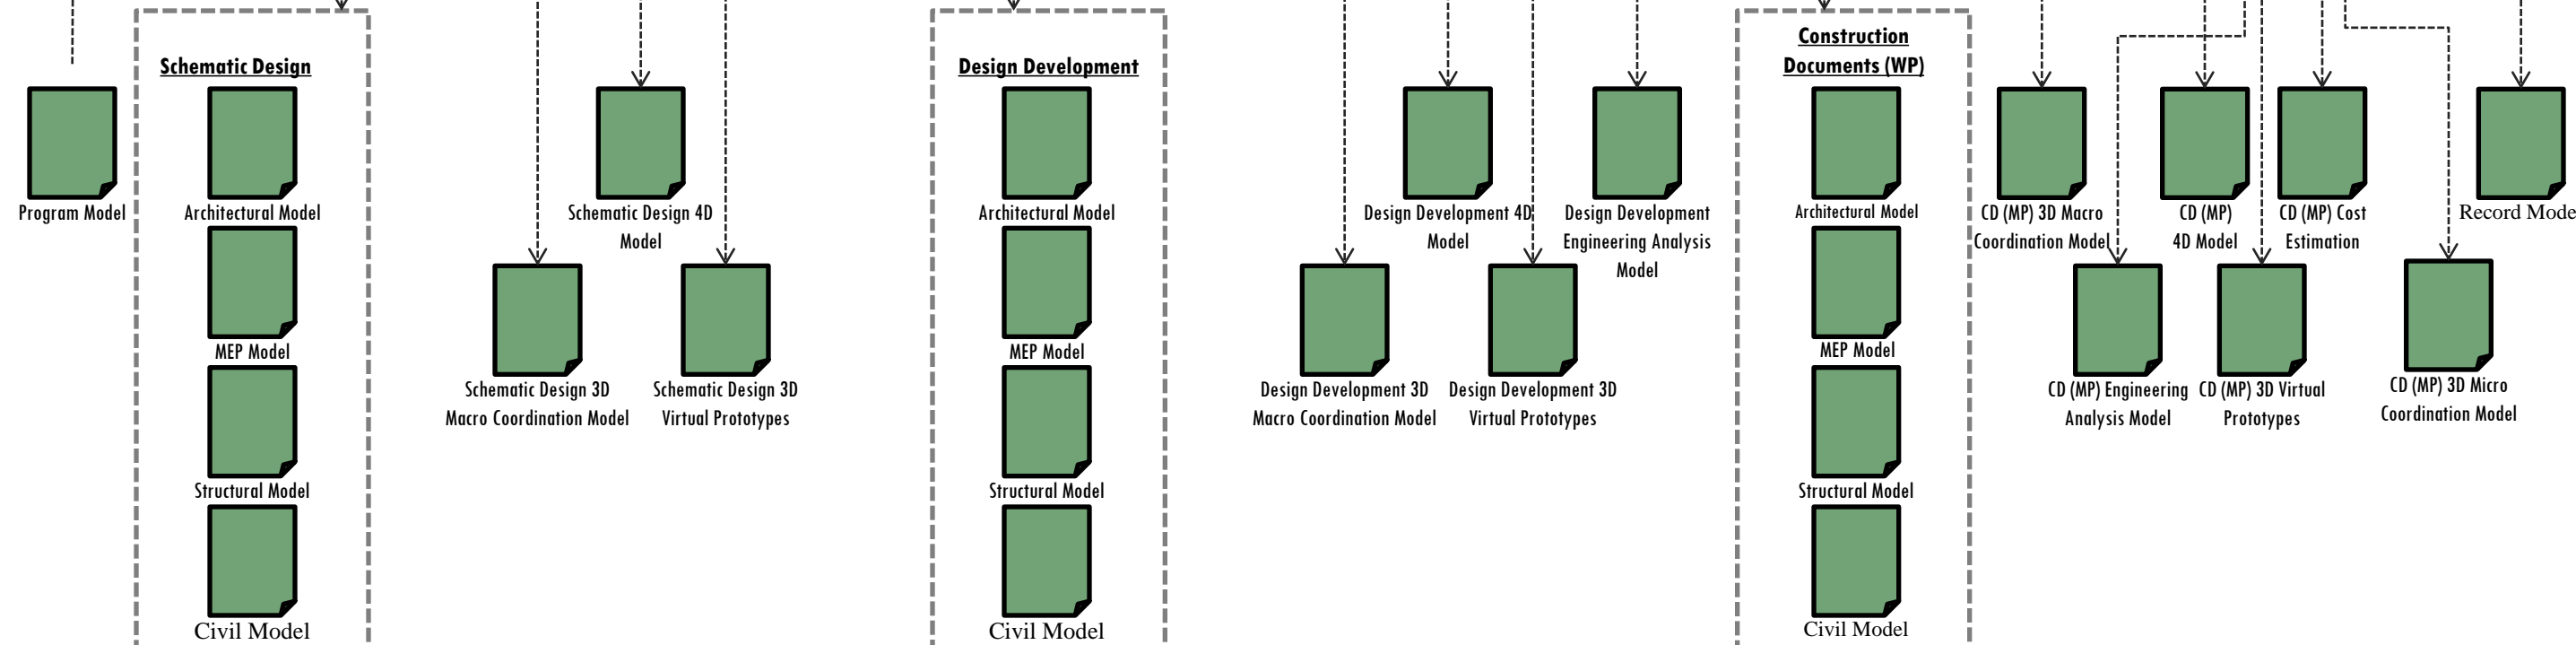 Program Model
Schematic Design
Architectural Model
MEP Model
Structural Model
Civil Model
Schematic Design 4D
Model
Schematic Design 3D
Macro Coordination Model
Schematic Design 3D
Virtual Prototypes
Design Development
Architectural Model
MEP Model
Structural Model
Civil Model
Design Development 4D
Model
Design Development
Engineering Analysis
Model
Design Development 3D
Macro Coordination Model
Design Development 3D
Virtual Prototypes
Construction
Documents (WP)
Architectural Model
MEP Model
Structural Model
Civil Model
CD (MP) 3D Macro
Coordination Model
CD (MP)
4D Model
CD (MP) Cost
Estimation
Record Mode
CD (MP) Engineering
Analysis Model
CD (MP) 3D Virtual
Prototypes
CD (MP) 3D Micro
Coordination Model